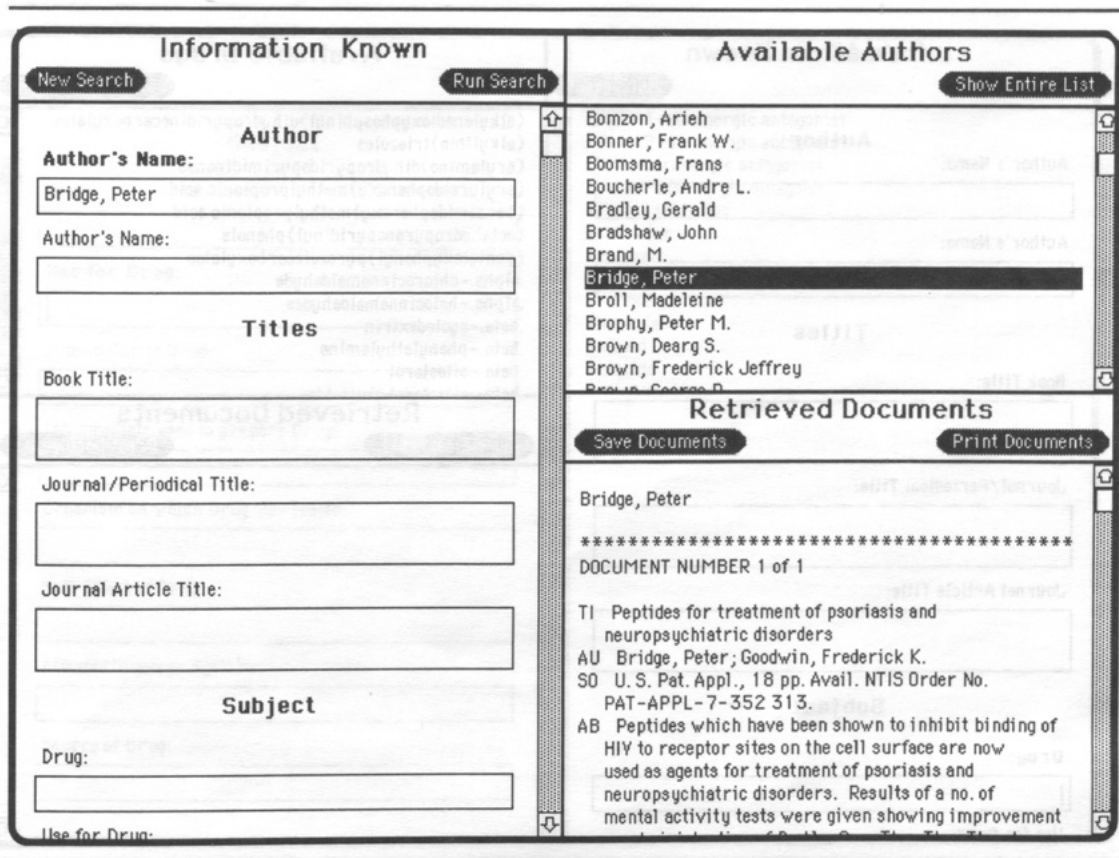 Information Known
New Search
Run Search
Author
Author's Name:
Bridge, Peter
Author's Name:
Titles
Book Title:
Journal/Periodical Title:
Journal Article Title:
Subject
Drug:
Use for Drug:
Available Authors
Show Entire List
Bomzon, Arieh
Bonner, Frank W.
Boomsma, Frans
Boucherle, Andre L.
Bradley, Gerald
Bradshaw, John
Brand, M.
Bridge, Peter
Broll, Madeleine
Brophy, Peter M.
Brown, Dearg S.
Brown, Frederick Jeffrey
Brown, George
Retrieved Documents
Save Documents
Print Documents
Bridge, Peter
******************************************
DOCUMENT NUMBER 1 of 1
TI Peptides for treatment of psoriasis and
neuropsychiatric disorders
AU Bridge, Peter; Goodwin, Frederick K.
SO U. S. Pat. Appl., 18 pp. Avail. NTIS Order No.
PAT-APPL-7-352 313.
AB Peptides which have been shown to inhibit binding of
HIV to receptor sites on the cell surface are now
used as agents for treatment of psoriasis and
neuropsychiatric disorders. Results of a no. of
mental activity tests were given showing improvement